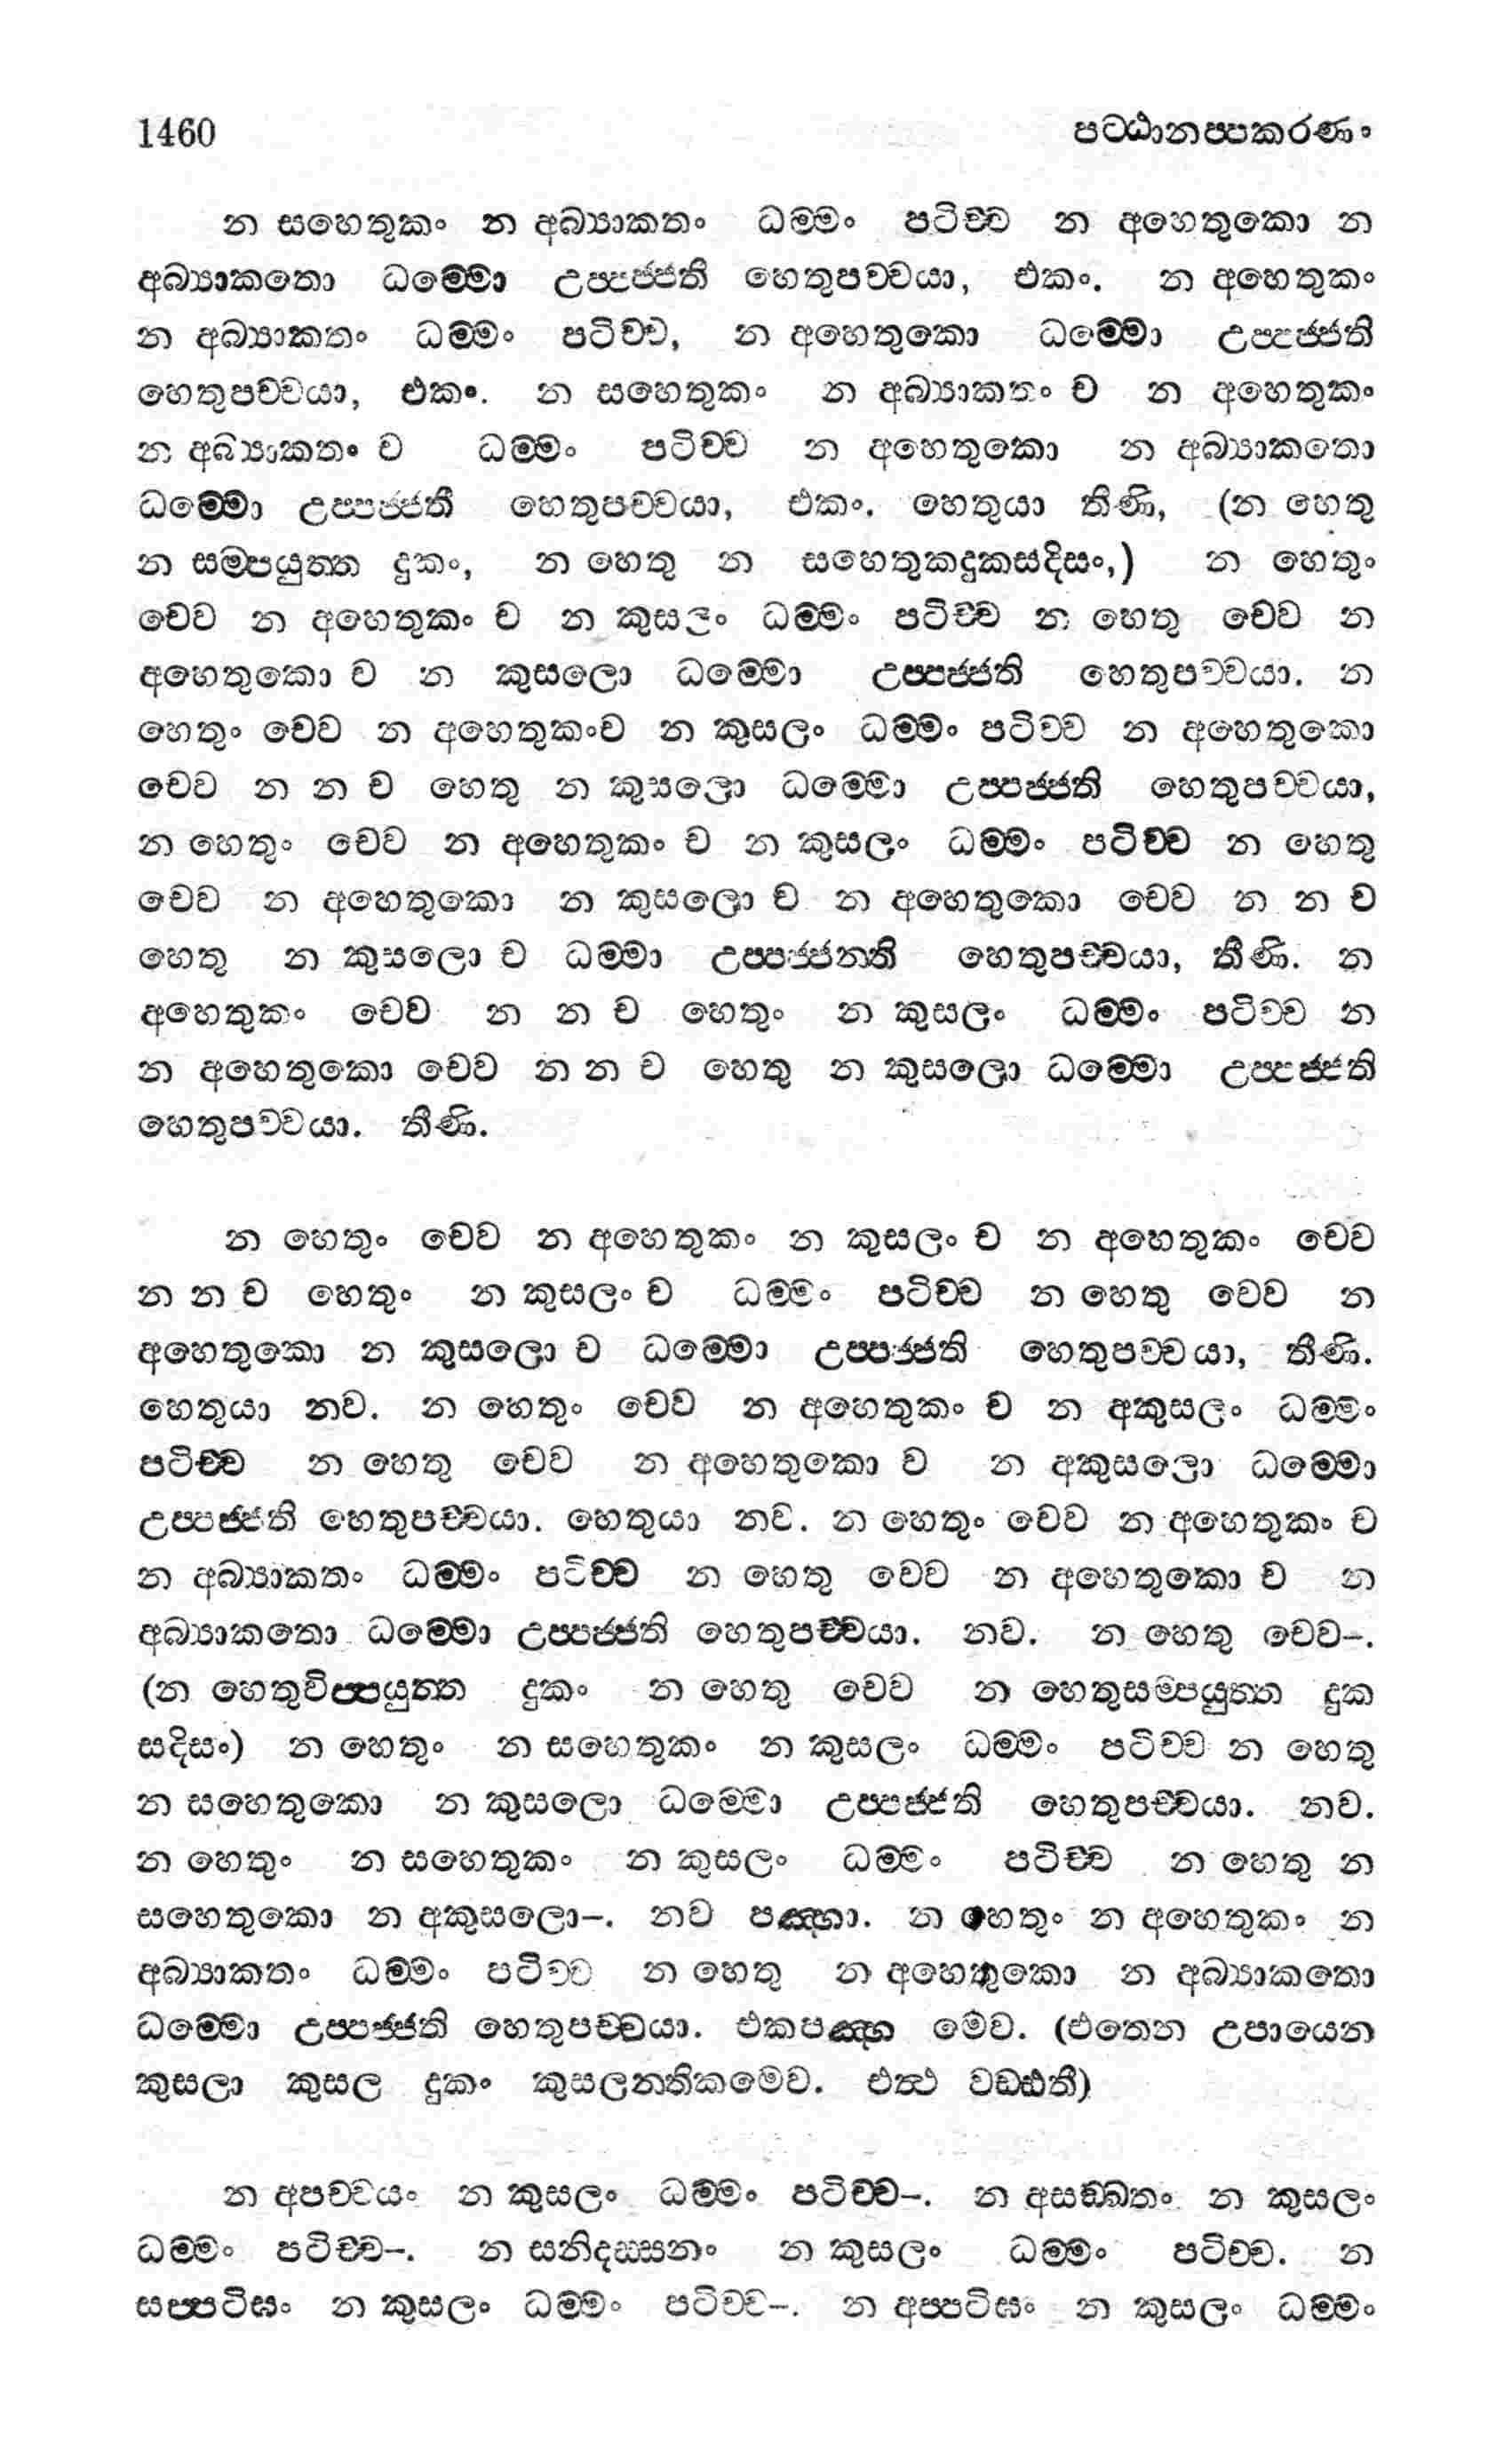 1460 පට්ඨානප්පකරණං
න සහෙතුකං න අබ්‍යාකතං ධම්මං පටිච්ච න අහෙතුකො න
අබ්‍යාකතො ධම්මො උප්පජ්ජති හෙතුපච්චයා, එකං. න අහෙතුකං
න අබ්‍යාකතං ධම්මං පටිච්ච, න අහෙතුකො ධම්මො උප්පජ්ජති
හෙතුපච්චයා, එකං. න සහෙතුකං න අබ්‍යාකතං ච න අහෙතුකං
න අබ්‍යාකතං ච ධම්මං පටිච්ච න අහෙතුකො න අබ්‍යාකතො
ධම්මො උප්පජ්ජතී හෙතුපච්චයා, එකං. හෙතුයා තිණි, (න හෙතු
න සම්පයුත්ත දුකං, න හෙතු න සහෙතුකදුකසදිසං,) න හෙතුං
චෙව න අහෙතුකං ච න කුසලං ධම්මං පටිච්ච න හෙතු චෙව න
අහෙතුකො ච න කුසලො ධම්මො උප්පජ්ජති හෙතුපච්චයා. න
හෙතුං චෙව න අහෙතුකංච න කුසලං ධම්මං පටිච්ච න අහෙතුකො
චෙව න න ච හෙතු න කුසලො ධම්මො උප්පජ්ජති හෙතුපච්චයා,
න හෙතුං චෙව න අහෙතුකං ච න කුසලං ධම්මං පටිච්ච න හෙතු
චෙව න අහෙතුකො න කුසලො ච න අහෙතුකො චෙව න න ච
හෙතු න කුසලො ච ධම්මා උප්පජ්ජන්ති හෙතුපච්චයා, තීණි. න
අහෙතුකං චෙව න න ච හෙතුං න කුසලං ධම්මං පටිච්ච න
න අහෙතුකො චෙව න න ච හෙතු න කුසලො ධම්මො උප්පජ්ජති
හෙතුපච්චයා. තීණි.
න හෙතුං චෙව න අහෙතුකං න කුසලං ච න අහෙතුකං චෙව
න න ච හෙතුං න කුසලං ච ධම්මං පටිච්ච න හෙතු චෙව න
අහෙතුකො න කුසලො ච ධම්මො උප්පජ්ජති හෙතුපච්චයා, තීණි.
හෙතුයා නව. න හෙතුං චෙව න අහෙතුකං ච න අකුසලං ධම්මං
පටිච්ච න හෙතු චෙව න අහෙතුකො ච න අකුසලො ධම්මො
උප්පජ්ජති හෙතුපච්චයා. හෙතුයා නව. න හෙතුං චෙව න අහෙතුකං ච
න අබ්‍යාකතං ධම්මං පටිච්ච න හෙතු චෙව න අහෙතුකො ච න
අබ්‍යාකතො ධම්මො උප්පජ්ජති හෙතුපච්චයා. නව. න හෙතු චෙව–.
(න හෙතුවිප්පයුත්ත දුකං න හෙතු චෙව න හෙතුසම්පයුත්ත දුක
සදිසං) න හෙතුං න සහෙතුකං න කුසලං ධම්මං පටිච්ච න හෙතු
න සහෙතුකො න කුසලො ධම්මො උප්පජ්ජති හෙතුපච්චයා. නව.
න හෙතුං න සහෙතුකං න කුසලං ධම්මං පටිච්ච න හෙතු න
සහෙතුකො න අකුසලො–. නව පඤ්හා. න හෙතුං න අහෙතුකං න
අබ්‍යාකතං ධම්මං පටිච්ච න හෙතු න අහෙතුකො න අබ්‍යාකතො
ධම්මො උප්පජ්ජති හෙතුපච්චයා. එකපඤ්හ මෙව. (එතෙන උපායෙන
කුසලා කුසල දුකං කුසලත්තිකමෙව. එත්ථ වඩ්ඪතී)
න අපච්චයං න කුසලං ධම්මං පටිච්ච–. න අසඞ්ඛතං න කුසලං
ධම්මං පටිච්ච–. න සනිදස්සනං න කුසලං ධම්මං පටිච්ච. න
සප්පටිඝං න කුසලං ධම්මං පටිච්ච–. න අප්පටිඝං න කුසලං ධම්මං